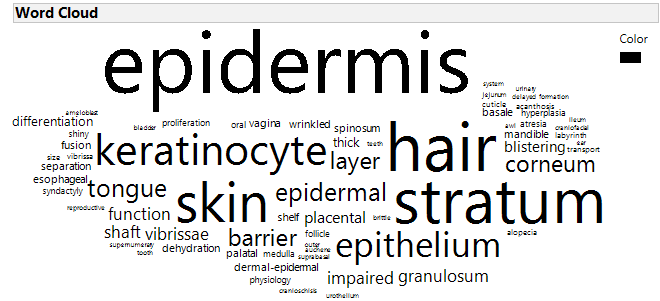 Word Cloud
Color
epidermis
system
urinary
jejunum
delayed formation
cuticle
acanthosis
basale
hyperplasia
ameloblast
differentiation
bladder
proliferation
oral
vagina
wrinkled
spinosum
shiny
fusion
thick
teeth
hair
awl
atresia
ileum
craniofacial
mandible
labyrinth
ear
blistering
transport
size
vibrissa
separation
keratinocyte
layer
corneum
esophageal
syndactyly
tongue
skin
epidermal
stratum
reproductive
function
shelf
placental
brittle
shaft
vibrissae
barrier
follicle
alopecia
supernumerary
tooth
dehydration
palatal
medulla
outer
auchene
suprabasal
epithelium
dermal-epidermal
physiology
impaired
granulosum
cranioschisis
urothelium